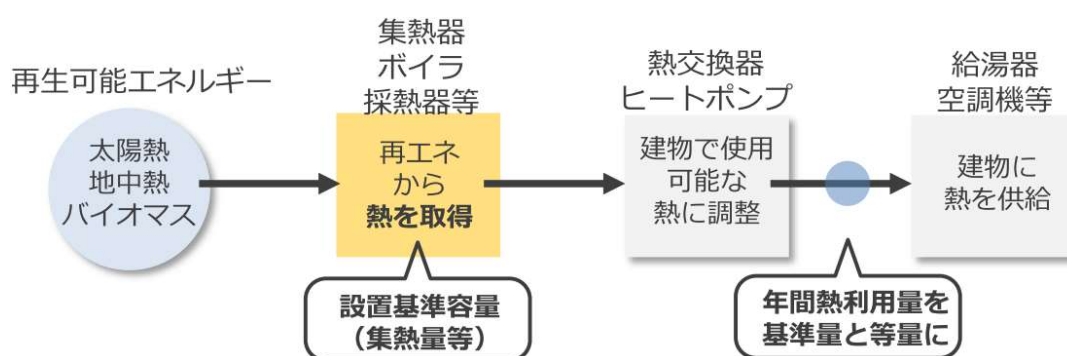 再生可能エネルギー
太陽熱
地中熱
バイオマス
集熱器
ボイラ
採熱器等
再エネ
から
熱を取得
設置基準容量
（集熱量等）
熱交換器
ヒートポンプ
建物で使用
可能な
熱に調整
年間熱利用量を
基準量と等量に
給湯器
空調機等
建物に
熱を供給